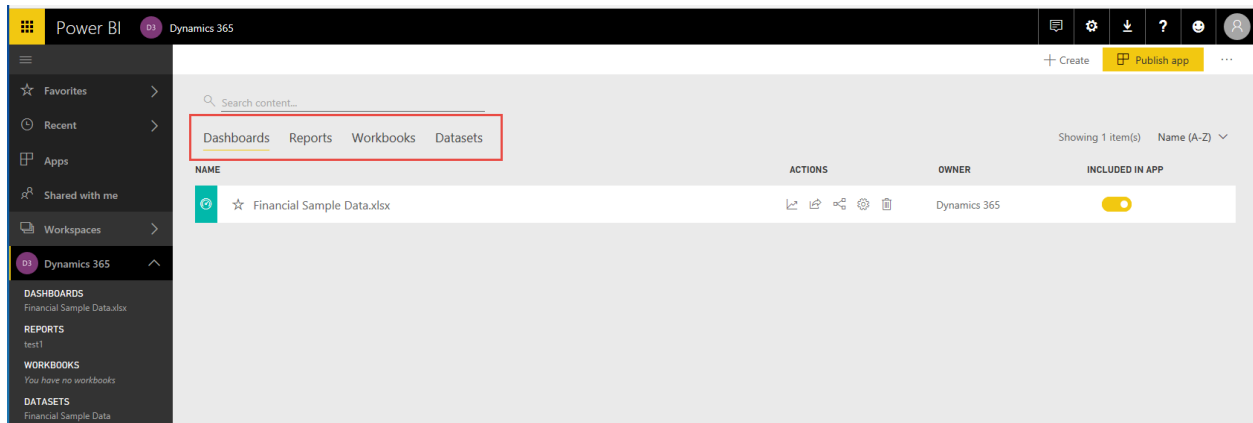 Power BI D3 Dynamics 365 ?
+ Create Publish app ...
Favorites
Recent
Apps
Shared with me
Workspaces
D3 Dynamics 365
DASHBOARDS
Financial Sample Data.xlsx
REPORTS
test1
WORKBOOKS
You have no workbooks
DATASETS
Financial Sample Data
Search content...
Dashboards Reports Workbooks Datasets
Showing 1 item(s) Name (A-Z)
NAME ACTIONS OWNER INCLUDED IN APP
Financial Sample Data.xlsx Dynamics 365